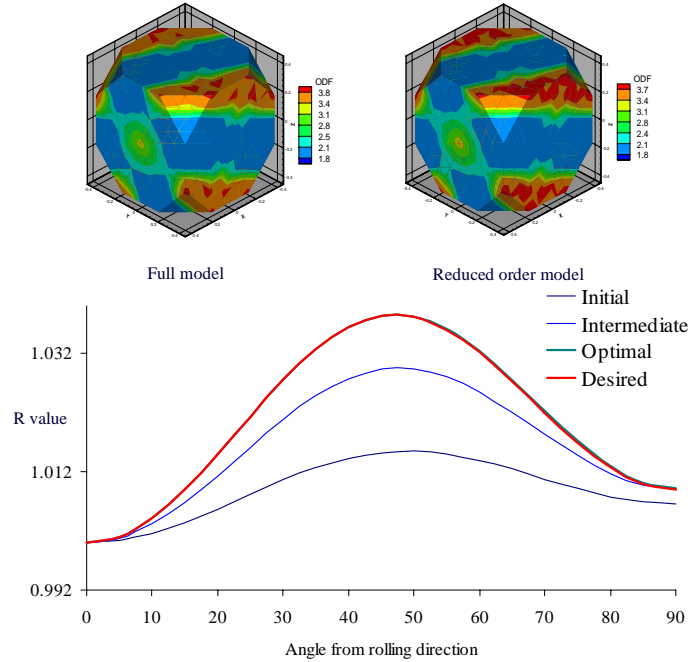 ODF
3.8
3.4
3.1
2.8
2.5
2.1
1.8
ODF
3.7
3.4
3.1
2.8
2.4
2.1
1.8
Full model
Reduced order model
Initial
Intermediate
Optimal
Desired
1.032
R value
1.012
0.992
0 10 20 30 40 50 60 70 80 90
Angle from rolling direction